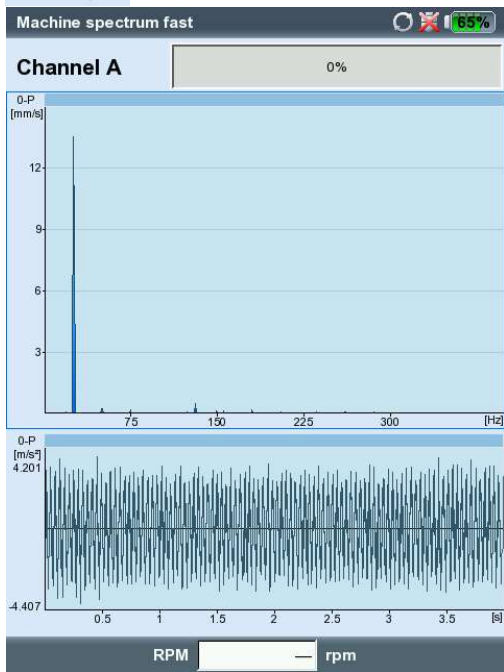 Machine spectrum fast 65%
Channel A 0%
0-P
[mm/s]
12
9
6
3
75 150 225 300 [Hz]
0-P
[m/s²]
4.201
-4.407
0.5 1 1.5 2 2.5 3 3.5 [s]
RPM — rpm